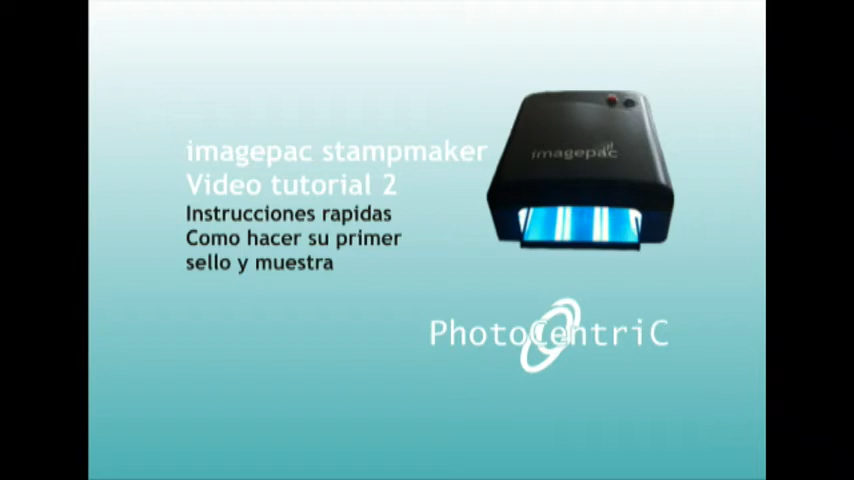 imagepac stampmaker
Video tutorial 2
Instrucciones rapidas
Como hacer su primer
sello y muestra
imagepac
PhotoCentriC